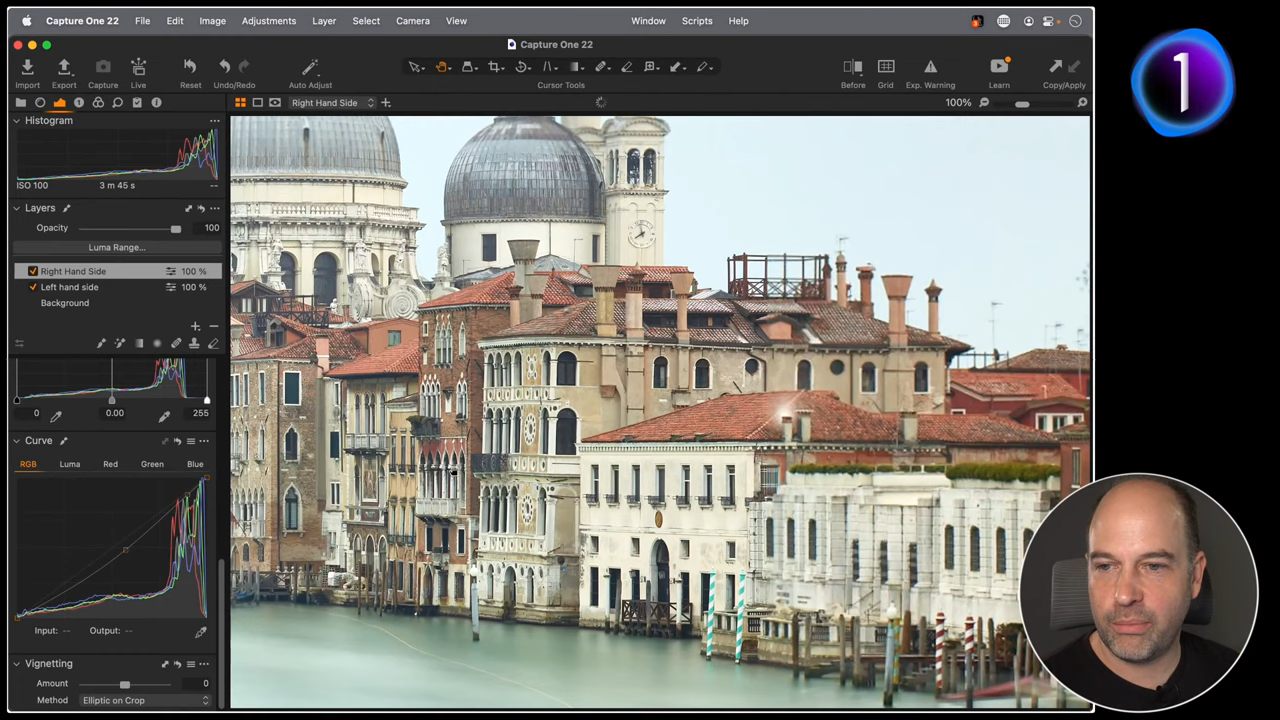 Capture One 22 File Edit Image Adjustments Layer Select Camera View Window Scripts Help
Capture One 22
Import Export Capture Live Reset Undo/Redo Auto Adjust Cursor Tools Before Grid Exp. Warning Learn Copy/Apply
Right Hand Side 100%
Histogram
ISO 100 3 m 45 s --
Layers
Opacity 100
Luma Range...
Right Hand Side 100 %
Left hand side 100 %
Background
0 0.00 255
Curve
RGB Luma Red Green Blue
Input: -- Output: --
Vignetting
Amount 0
Method Elliptic on Crop
1